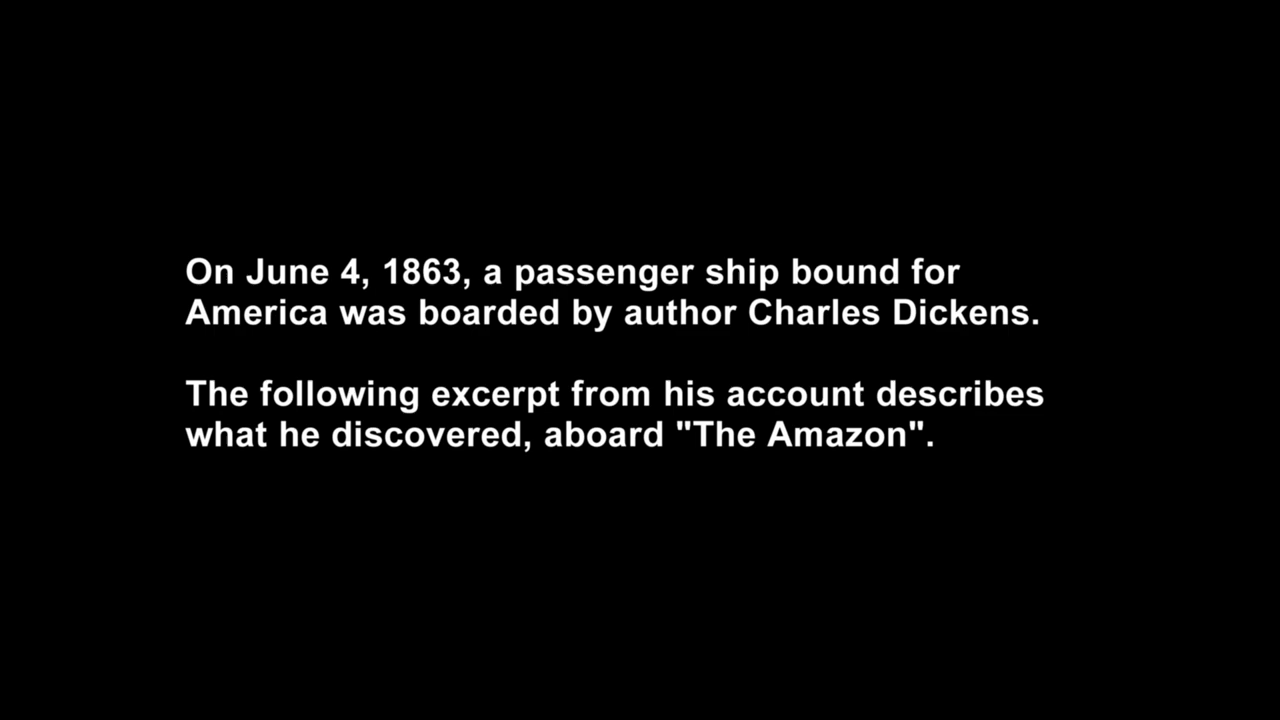 On June 4, 1863, a passenger ship bound for
America was boarded by author Charles Dickens.
The following excerpt from his account describes
what he discovered, aboard "The Amazon".